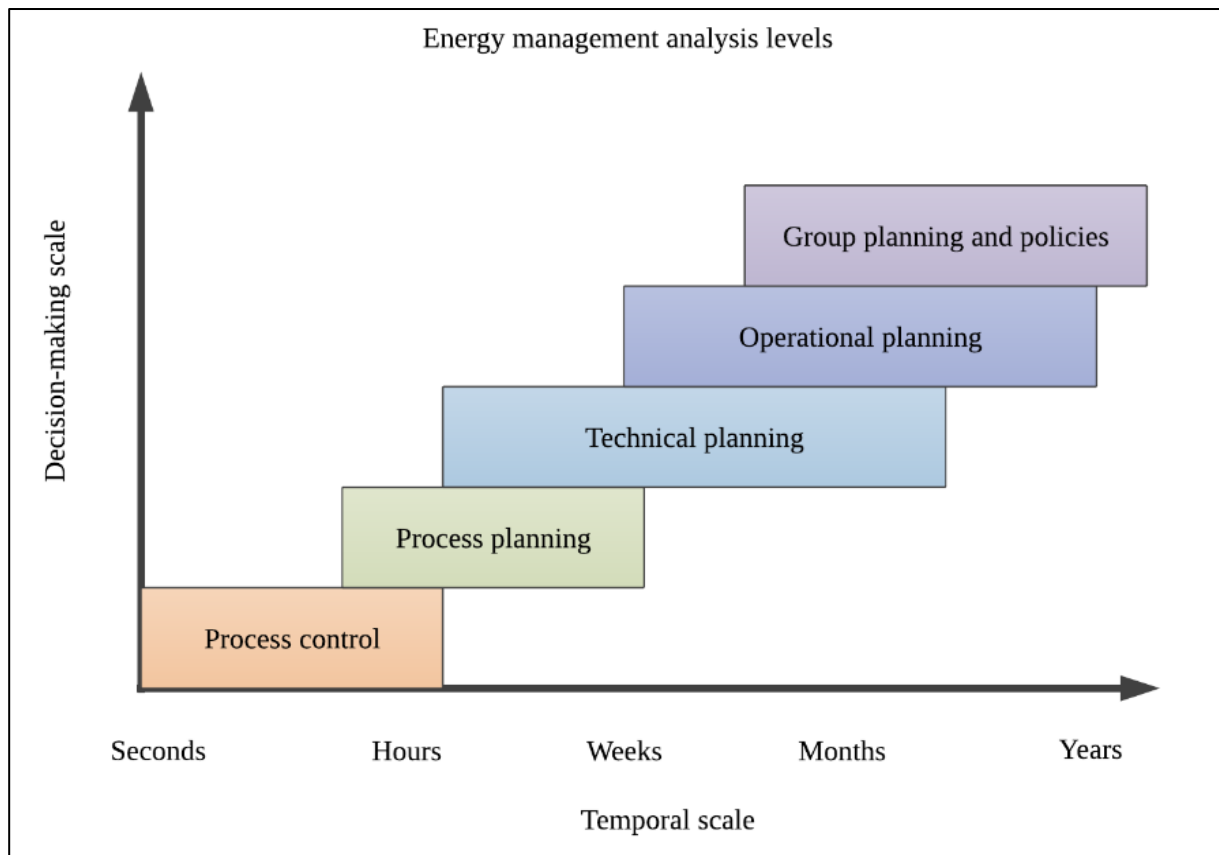 Energy management analysis levels
Decision-making scale
Group planning and policies
Operational planning
Technical planning
Process planning
Process control
Seconds Hours Weeks Months Years
Temporal scale